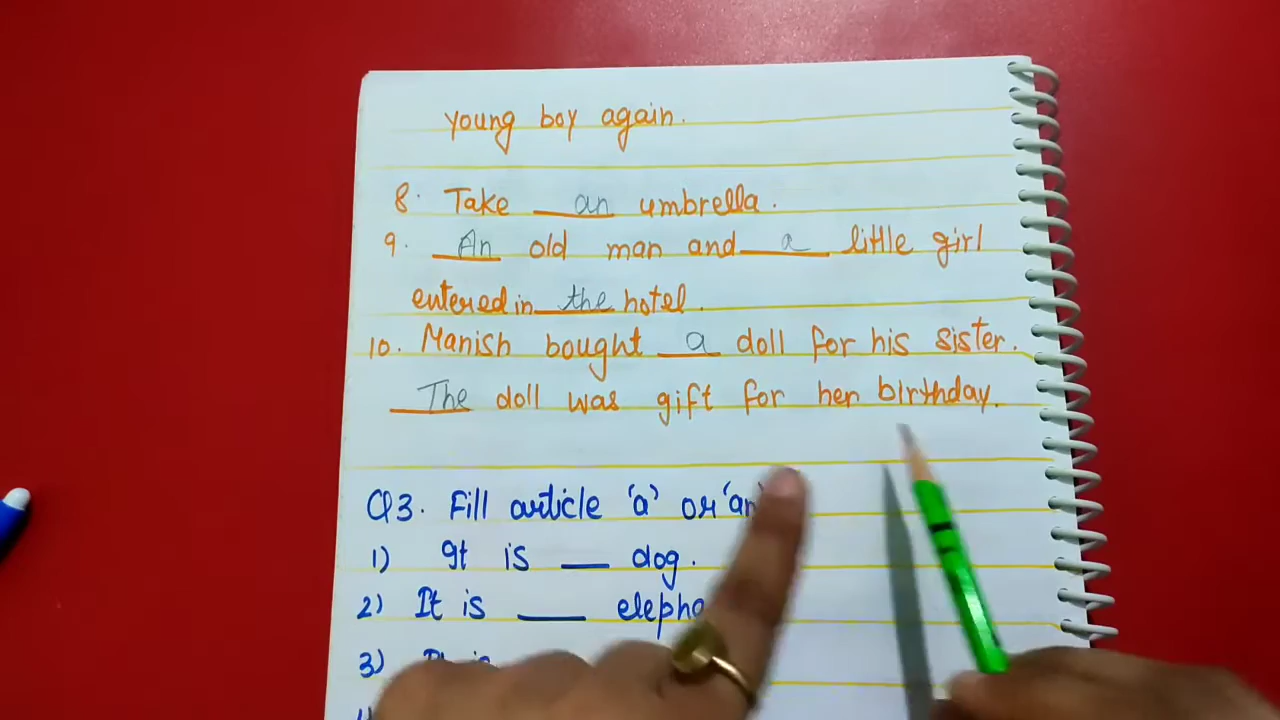 young boy again.
8. Take an umbrella.
9. An old man and a little girl
entered in the hotel.
10. Manish bought a doll for his sister.
The doll was gift for her birthday.
Q3. Fill article 'a' or 'an'
1) It is ___ dog.
2) It is ___ elepha
3) It is